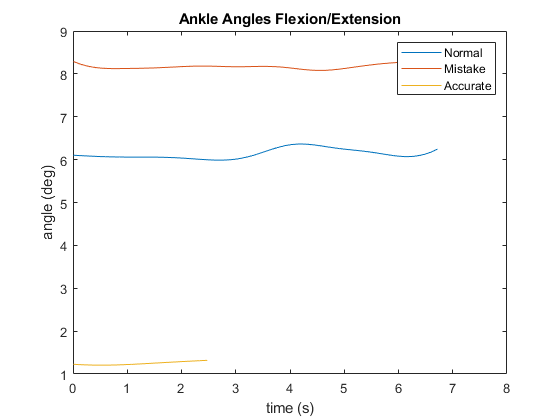 Ankle Angles Flexion/Extension
9
8
7
6
5
4
3
2
1
angle (deg)
Normal
Mistake
Accurate
0 1 2 3 4 5 6 7 8
time (s)